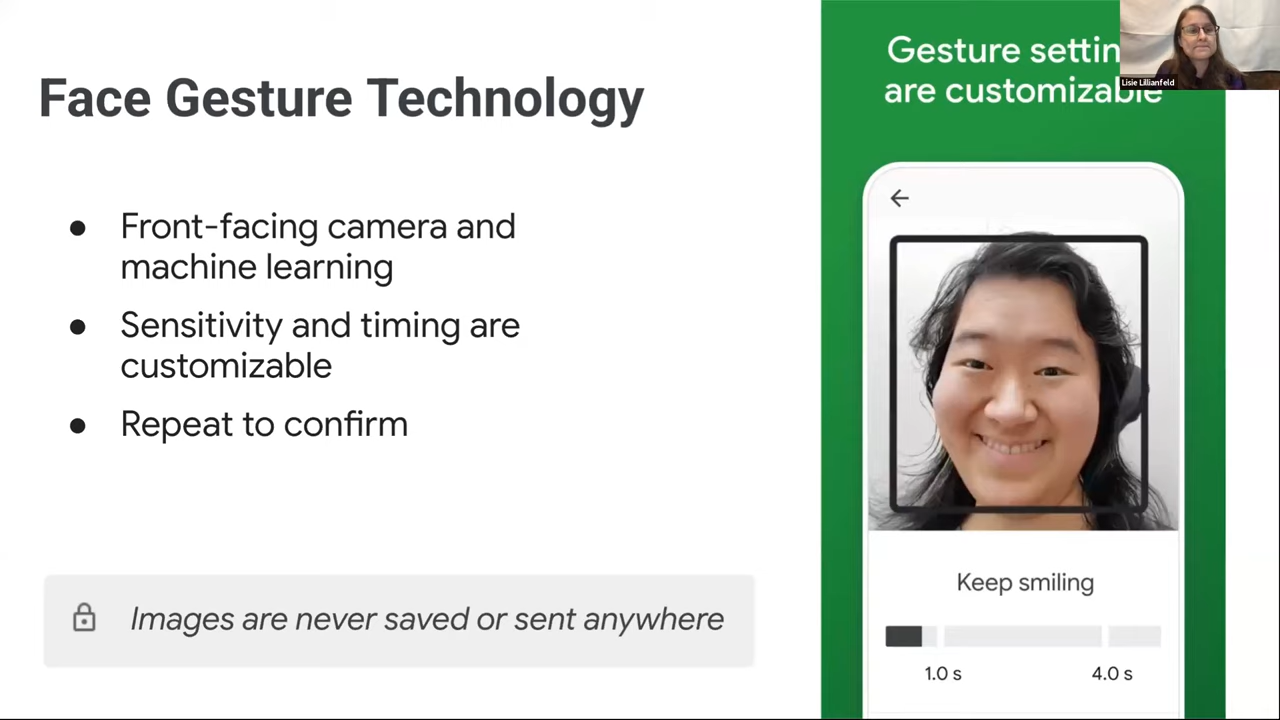 Face Gesture Technology
● Front-facing camera and
machine learning
● Sensitivity and timing are
customizable
● Repeat to confirm
Images are never saved or sent anywhere
Gesture settin
are customizable
Lisie Lillianfeld
Keep smiling
1.0 s 4.0 s